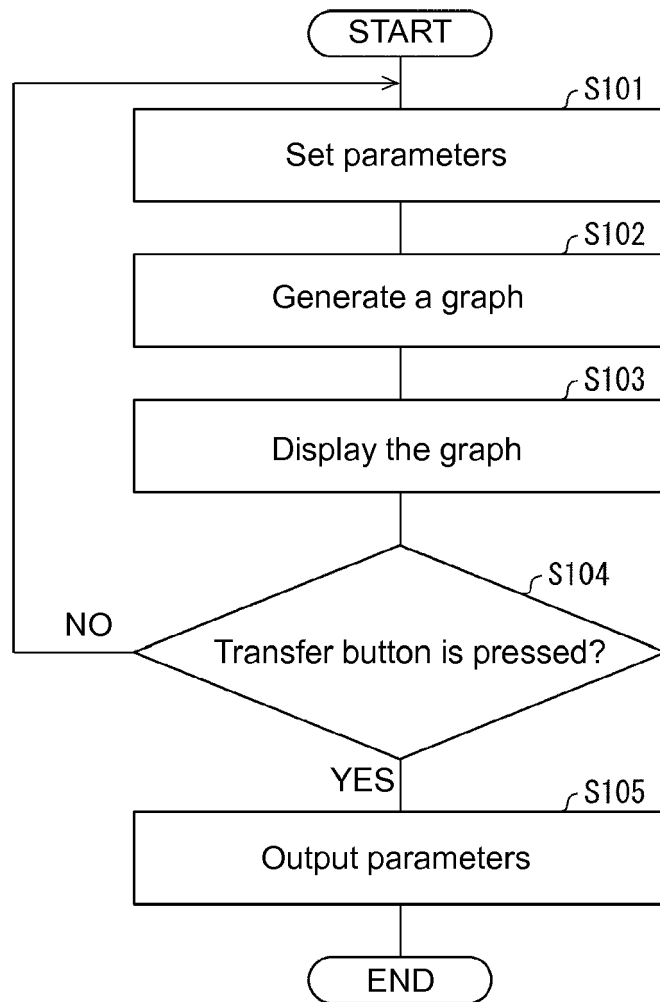 START
S101
Set parameters
S102
Generate a graph
S103
Display the graph
S104
NO
Transfer button is pressed?
YES
S105
Output parameters
END